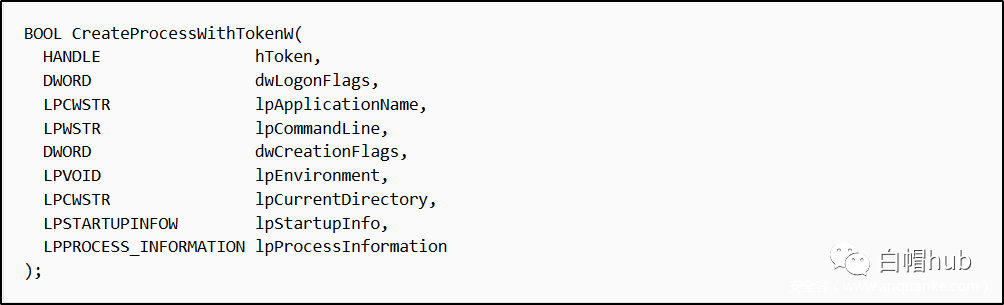 BOOL CreateProcessWithTokenW(
  HANDLE                hToken,
  DWORD                 dwLogonFlags,
  LPCWSTR               lpApplicationName,
  LPWSTR                lpCommandLine,
  DWORD                 dwCreationFlags,
  LPVOID                lpEnvironment,
  LPCWSTR               lpCurrentDirectory,
  LPSTARTUPINFOW        lpStartupInfo,
  LPPROCESS_INFORMATION lpProcessInformation
);
白帽hub